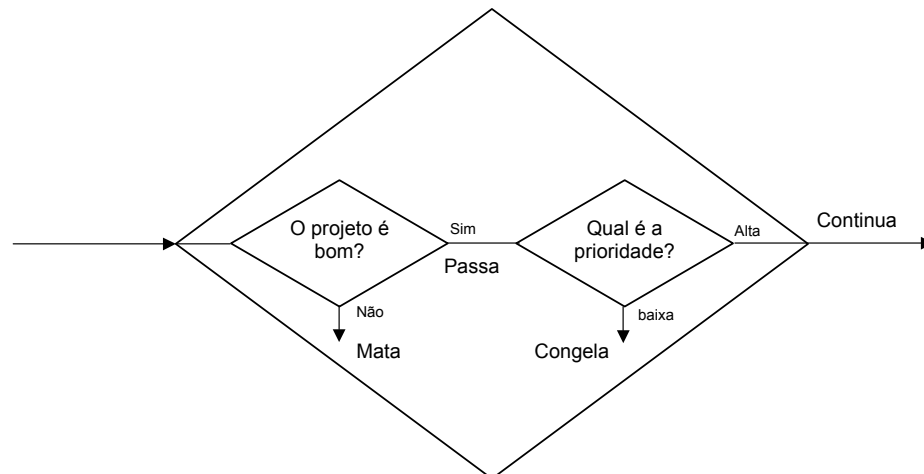 O projeto é
bom?
Sim
Passa
Não
Mata
Qual é a
prioridade?
Alta
Continua
baixa
Congela